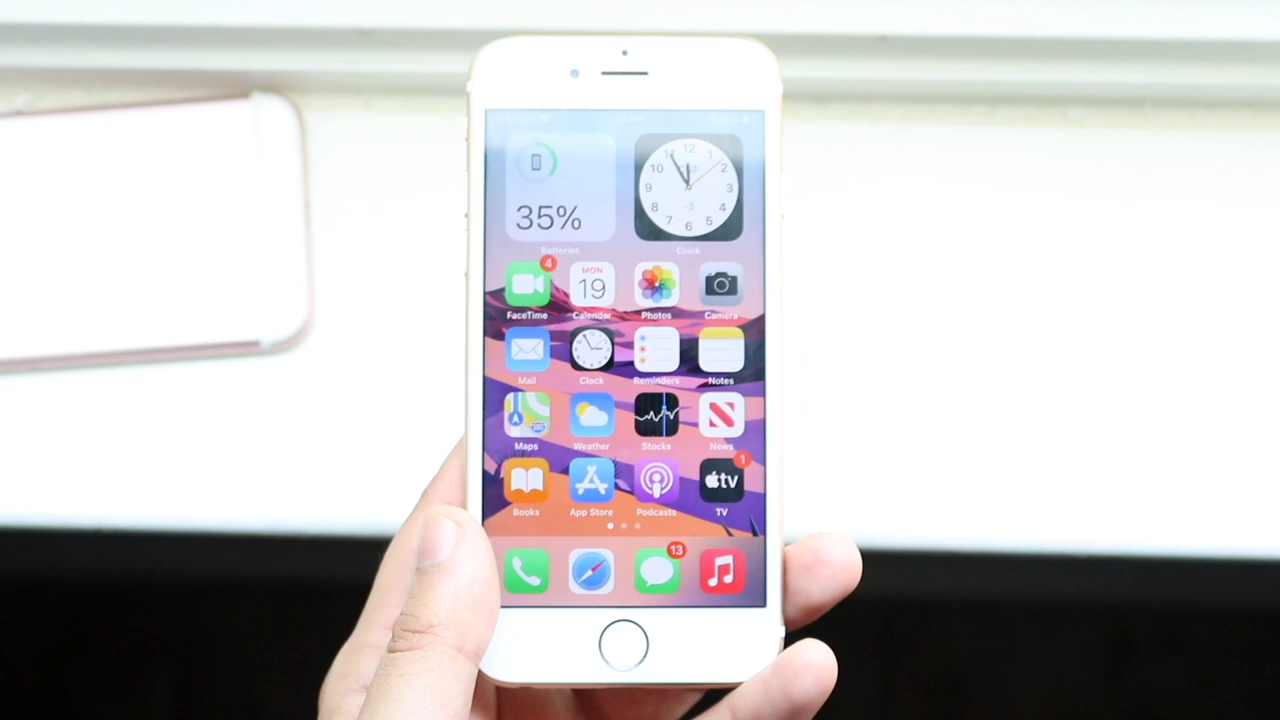 35%
Batteries
11 12 1
10 2
9 3
8 4
7 6 5
CUP
-3
Clock
4
MON
19
FaceTime Calendar Photos Camera
Mail Clock Reminders Notes
Maps Weather Stocks News
1
tv
Books App Store Podcasts TV
13